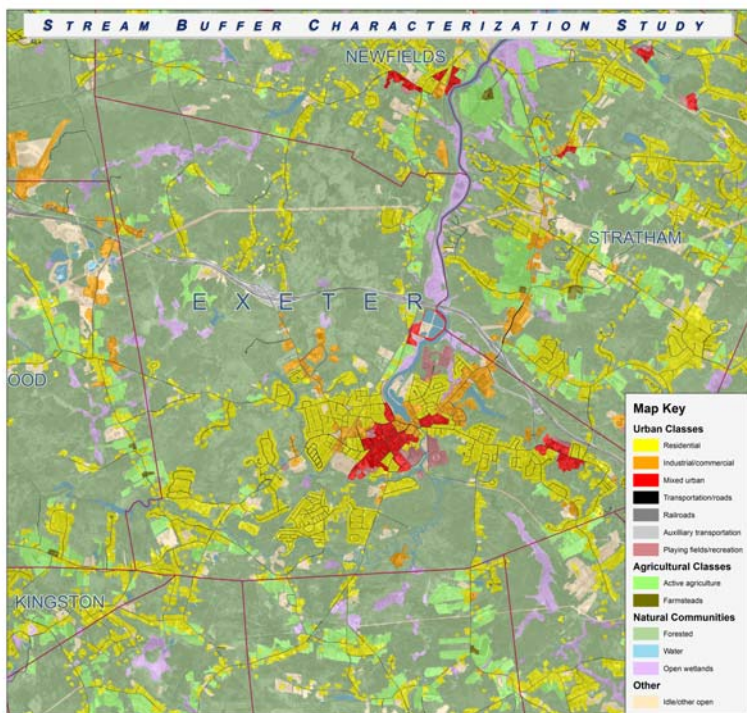 STREAM BUFFER CHARACTERIZATION STUDY
NEWFIELDS
STRATHAM
EXETER
OOD
KINGSTON
Map Key
Urban Classes
Residential
Industrial/commercial
Mixed urban
Transportation/roads
Railroads
Auxilliary transportation
Playing fields/recreation
Agricultural Classes
Active agriculture
Farmsteads
Natural Communities
Forested
Water
Open wetlands
Other
Idle/other open